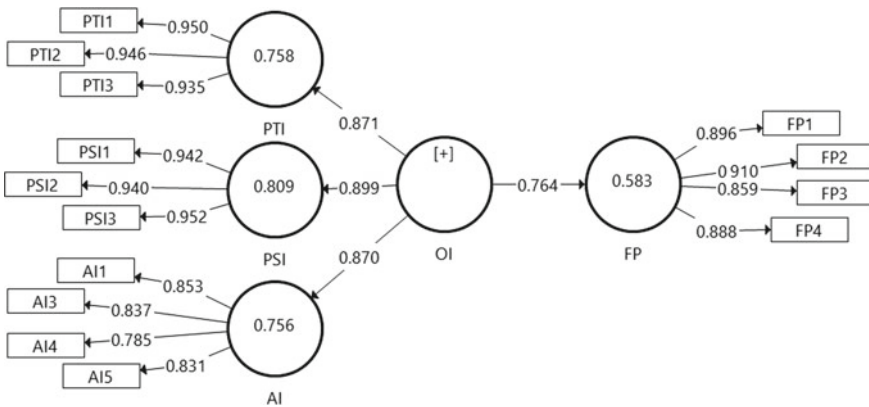 PTI1
0.950
PTI2
0.946
0.758
PTI3
0.935
PTI
0.871
PSI1
0.942
PSI2
0.940
0.809
0.899
PSI3
0.952
PSI
0.870
[+]
OI
0.764
0.583
FP
0.896
FP1
0.910
FP2
0.859
FP3
0.888
FP4
AI1
0.853
AI3
0.837
0.756
AI4
0.785
AI5
0.831
AI